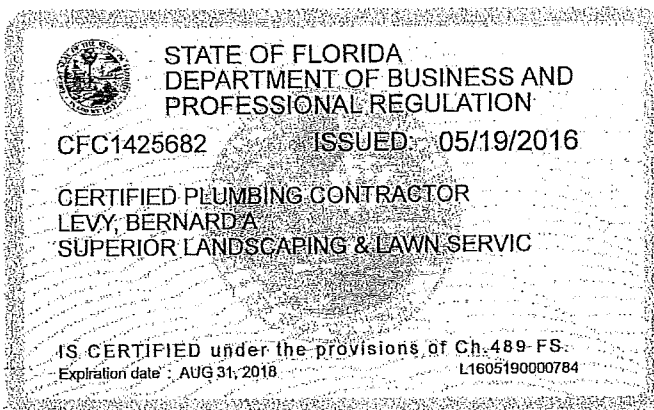 STATE OF FLORIDA
DEPARTMENT OF BUSINESS AND
PROFESSIONAL REGULATION
CFC1425682 ISSUED: 05/19/2016
CERTIFIED PLUMBING CONTRACTOR
LEVY, BERNARD A
SUPERIOR LANDSCAPING & LAWN SERVIC
IS CERTIFIED under the provisions of Ch.489 FS.
Expiration date : AUG 31, 2018 L1605190000784